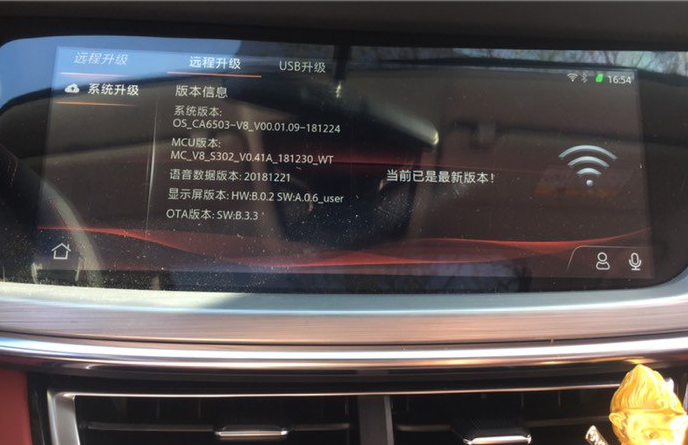 远程升级
远程升级
USB升级
16:54
系统升级
版本信息
系统版本:
OS_CA6503-V8_V00.01.09-181224
MCU版本:
MC_V8_S302_V0.41A_181230_WT
语音数据版本: 20181221
当前已是最新版本!
显示屏版本: HW:B.0.2 SW:A.0.6_user
OTA版本: SW:B.3.3